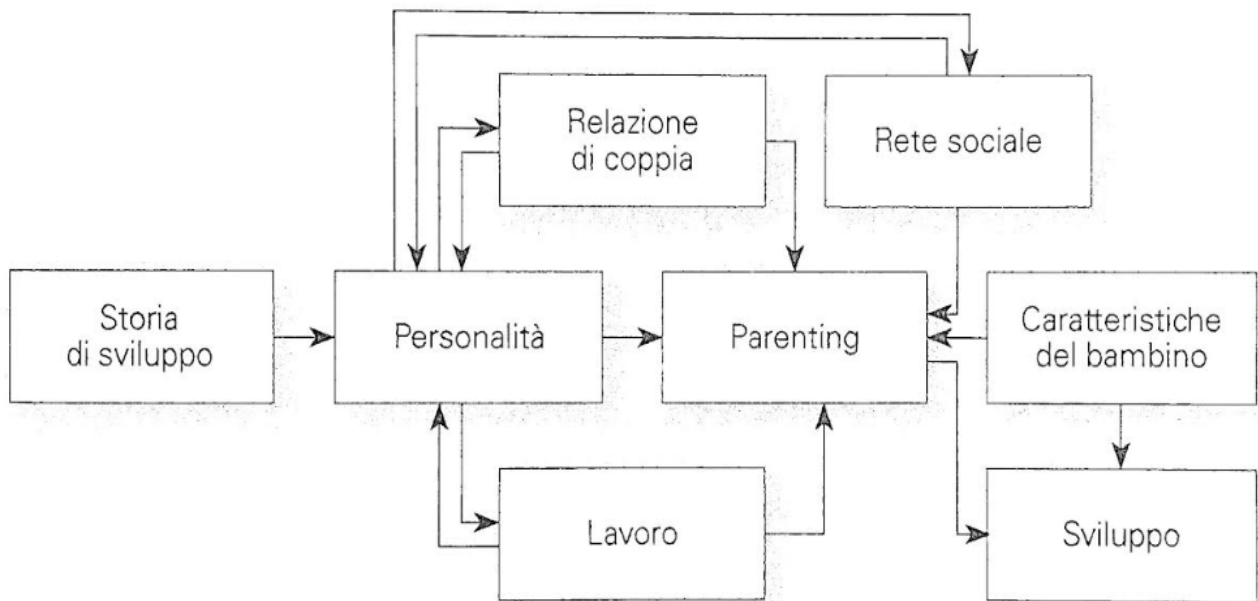 Relazione
di coppia
Rete sociale
Storia
di sviluppo
Personalità
Parenting
Caratteristiche
del bambino
Lavoro
Sviluppo